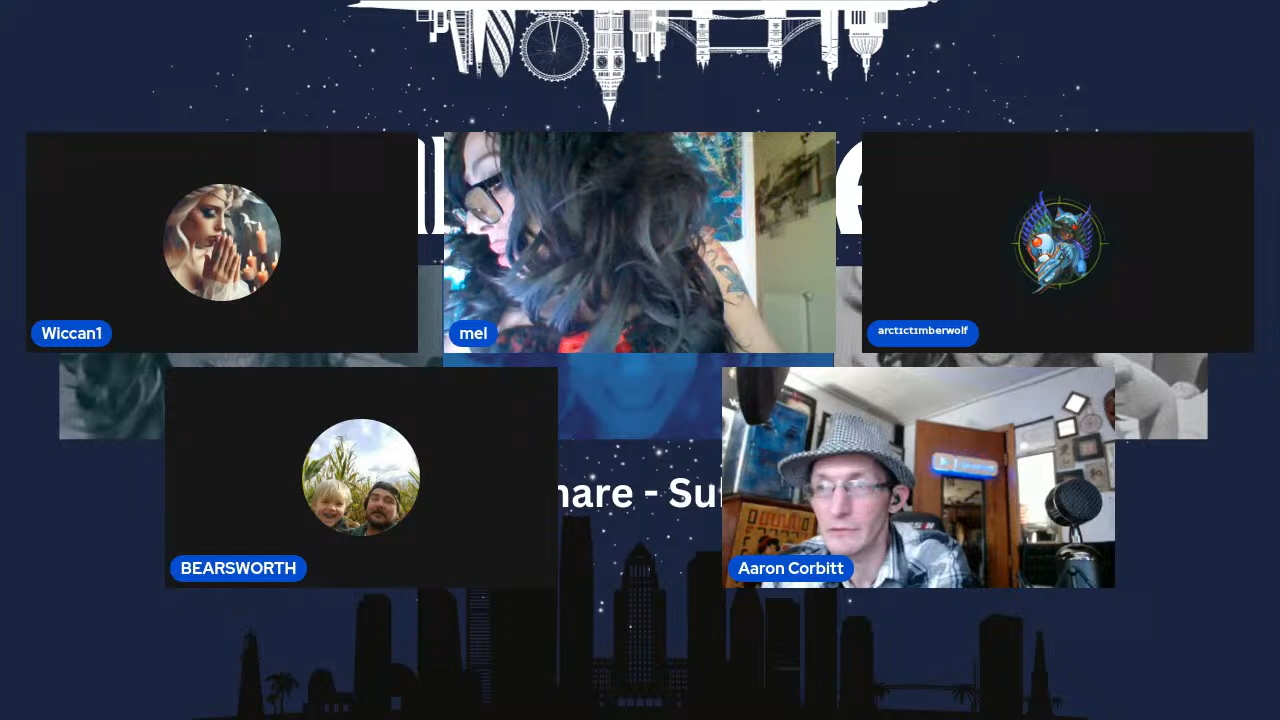 Wiccan1
mel
arctictimberwolf
hare - Su
BEARSWORTH
Aaron Corbitt